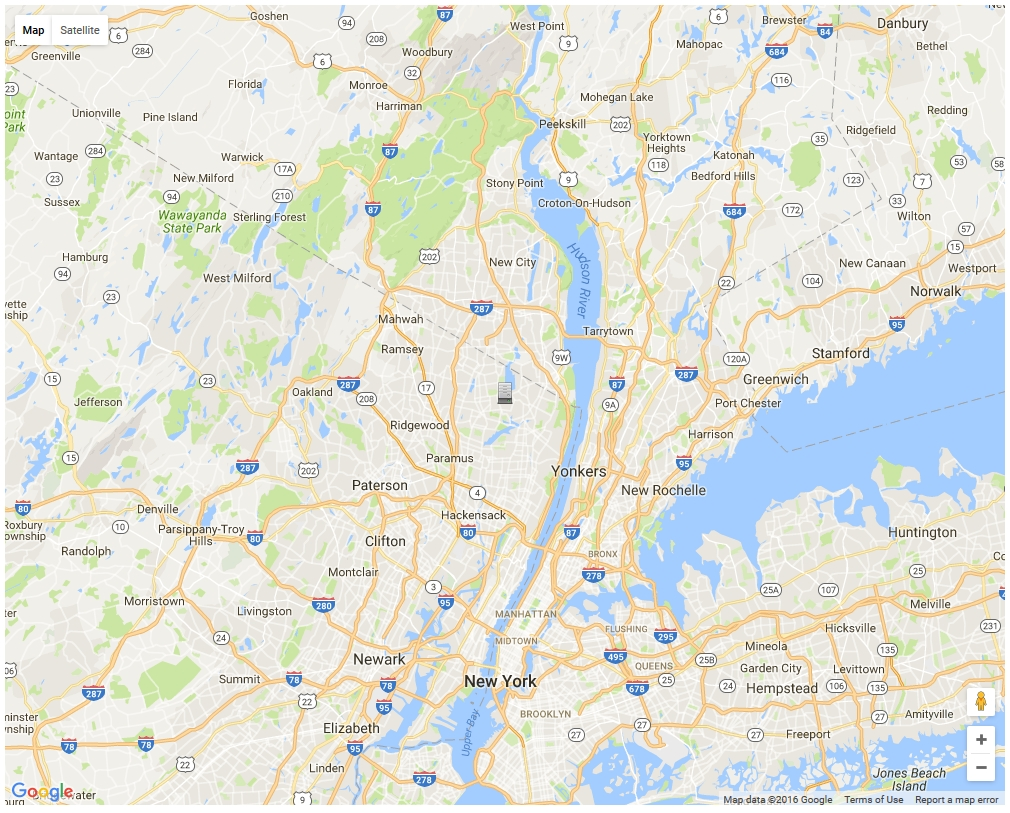 Map
Satellite
Goshen
94
87
West Point
6
Brewster
Danbury
84
6
284
208
Woodbury
9
Mahopac
684
Bethel
Greenville
6
32
Florida
Monroe
116
23
Harriman
Mohegan Lake
Redding
Unionville
Pine Island
Peekskill
202
Ridgefield
Park
Yorktown
Heights
35
Wantage
284
Warwick
87
118
Katonah
53
58
17A
New Milford
Stony Point
9
Bedford Hills
123
7
23
94
210
Croton-On-Hudson
33
Sussex
Wawayanda
State Park
Sterling Forest
87
684
172
Wilton
57
Hamburg
202
New City
Hudson River
15
94
West Milford
New Canaan
Westport
22
104
23
287
Norwalk
Mahwah
Tarrytown
95
Ramsey
9W
120A
Stamford
15
23
287
Oakland
208
17
87
287
Greenwich
Jefferson
9A
Port Chester
Ridgewood
Harrison
15
Paramus
287
202
Yonkers
95
Paterson
4
New Rochelle
80
Denville
Hackensack
Roxbury
ownship
10
Parsippany-Troy
Hills
80
80
87
Huntington
Clifton
Randolph
BRONX
Montclair
278
25
3
25A
107
Morristown
Livingston
280
95
Melville
MANHATTAN
24
MIDTOWN
FLUSHING
295
Hicksville
231
Mineola
135
Newark
495
25B
QUEENS
Garden City
Levittown
Summit
78
78
New York
678
25
24
Hempstead
106
135
287
22
95
BROOKLYN
27
27
Amityville
Elizabeth
Upper Bay
27
27
Freeport
78
78
95
22
Linden
278
Jones Beach
Island
9
Google
Map data ©2016 Google
Terms of Use
Report a map error